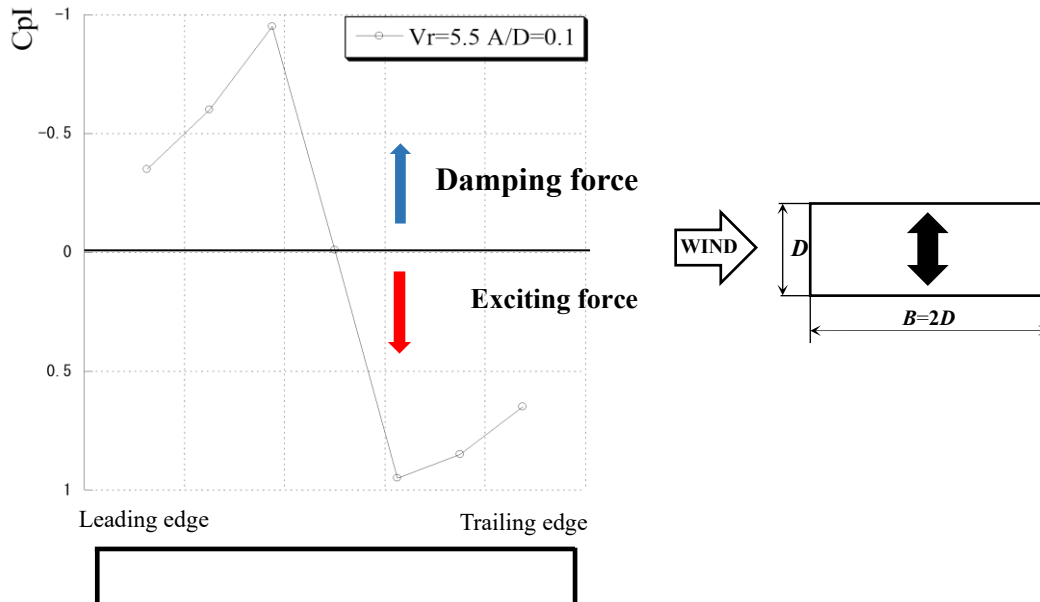 CpI
-1
-0.5
0
0.5
1
Vr=5.5 A/D=0.1
Damping force
Exciting force
Leading edge
Trailing edge
WIND
D
B=2D